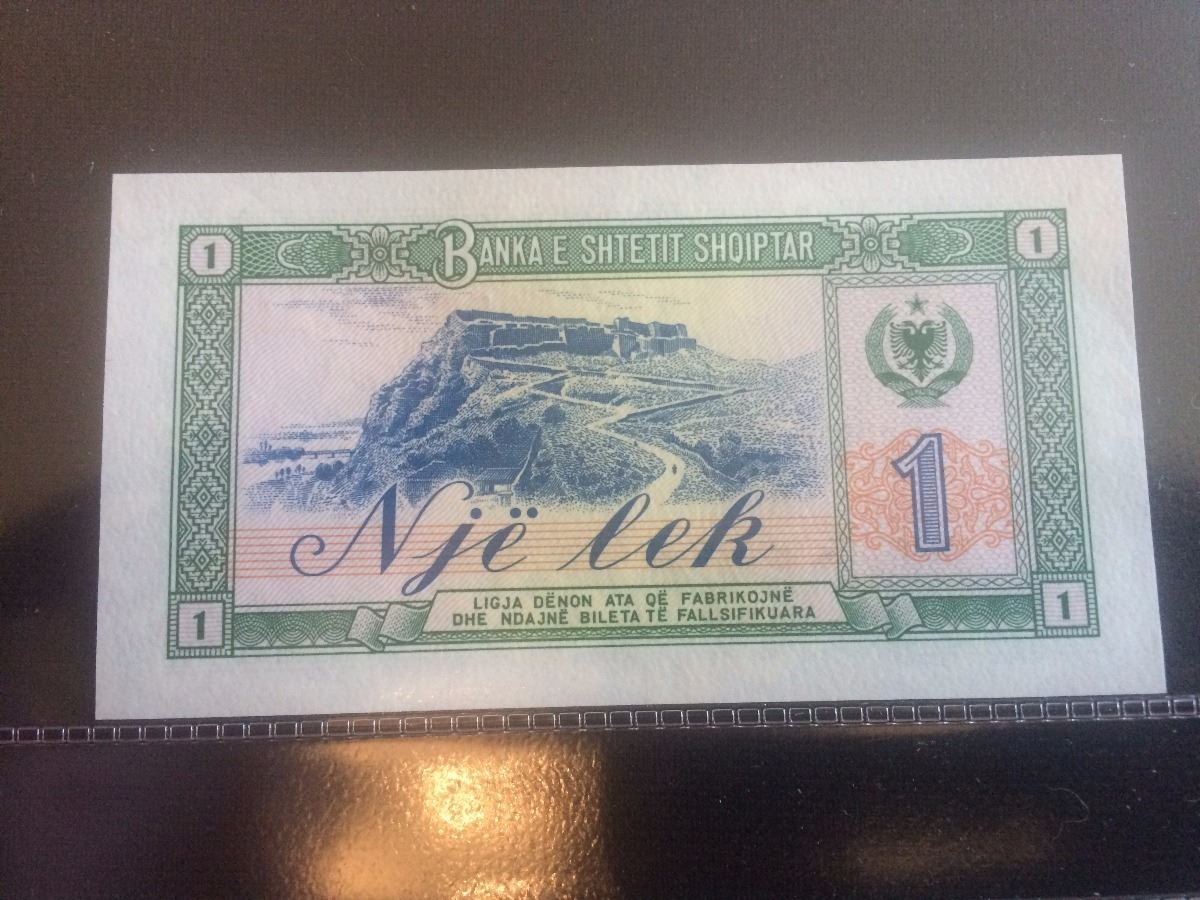 1 BANKA E SHTETIT SHQIPTAR 1
1
Një lek
LIGJA DËNON ATA QË FABRIKOJNË
DHE NDAJNË BILETA TË FALLSIFIKUARA
1 1